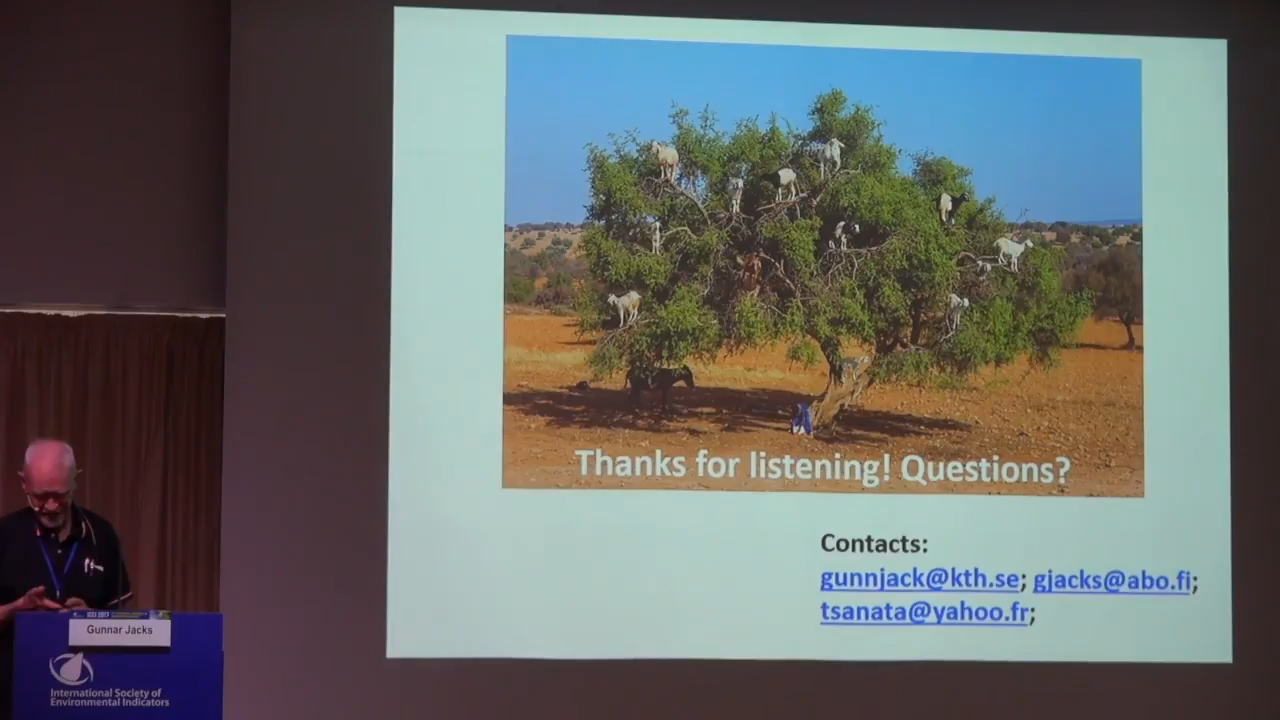 Thanks for listening! Questions?
Contacts:
gunnjack@kth.se; gjacks@abo.fi;
tsanata@yahoo.fr;
Gunnar Jacks
International Society of
Environmental Indicators